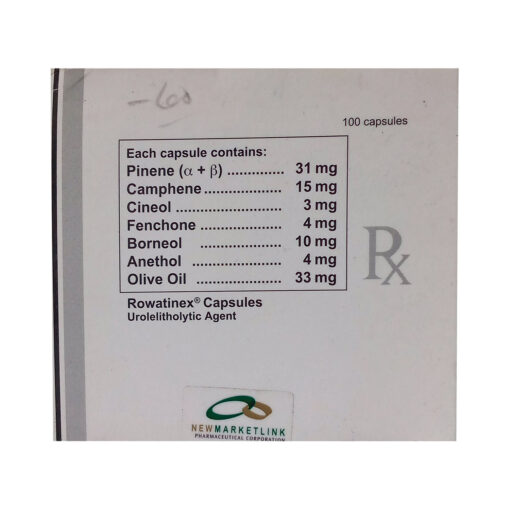 -60
100 capsules
Each capsule contains:
Pinene (α + β) .............. 31 mg
Camphene................. 15 mg
Cineol ........................ 3 mg
Fenchone ................... 4 mg
Borneol ..................... 10 mg
Anethol ..................... 4 mg
Olive Oil ................... 33 mg
Rx
Rowatinex® Capsules
Urolelitholytic Agent
NEWMARKETLINK
PHARMACEUTICAL CORPORATION